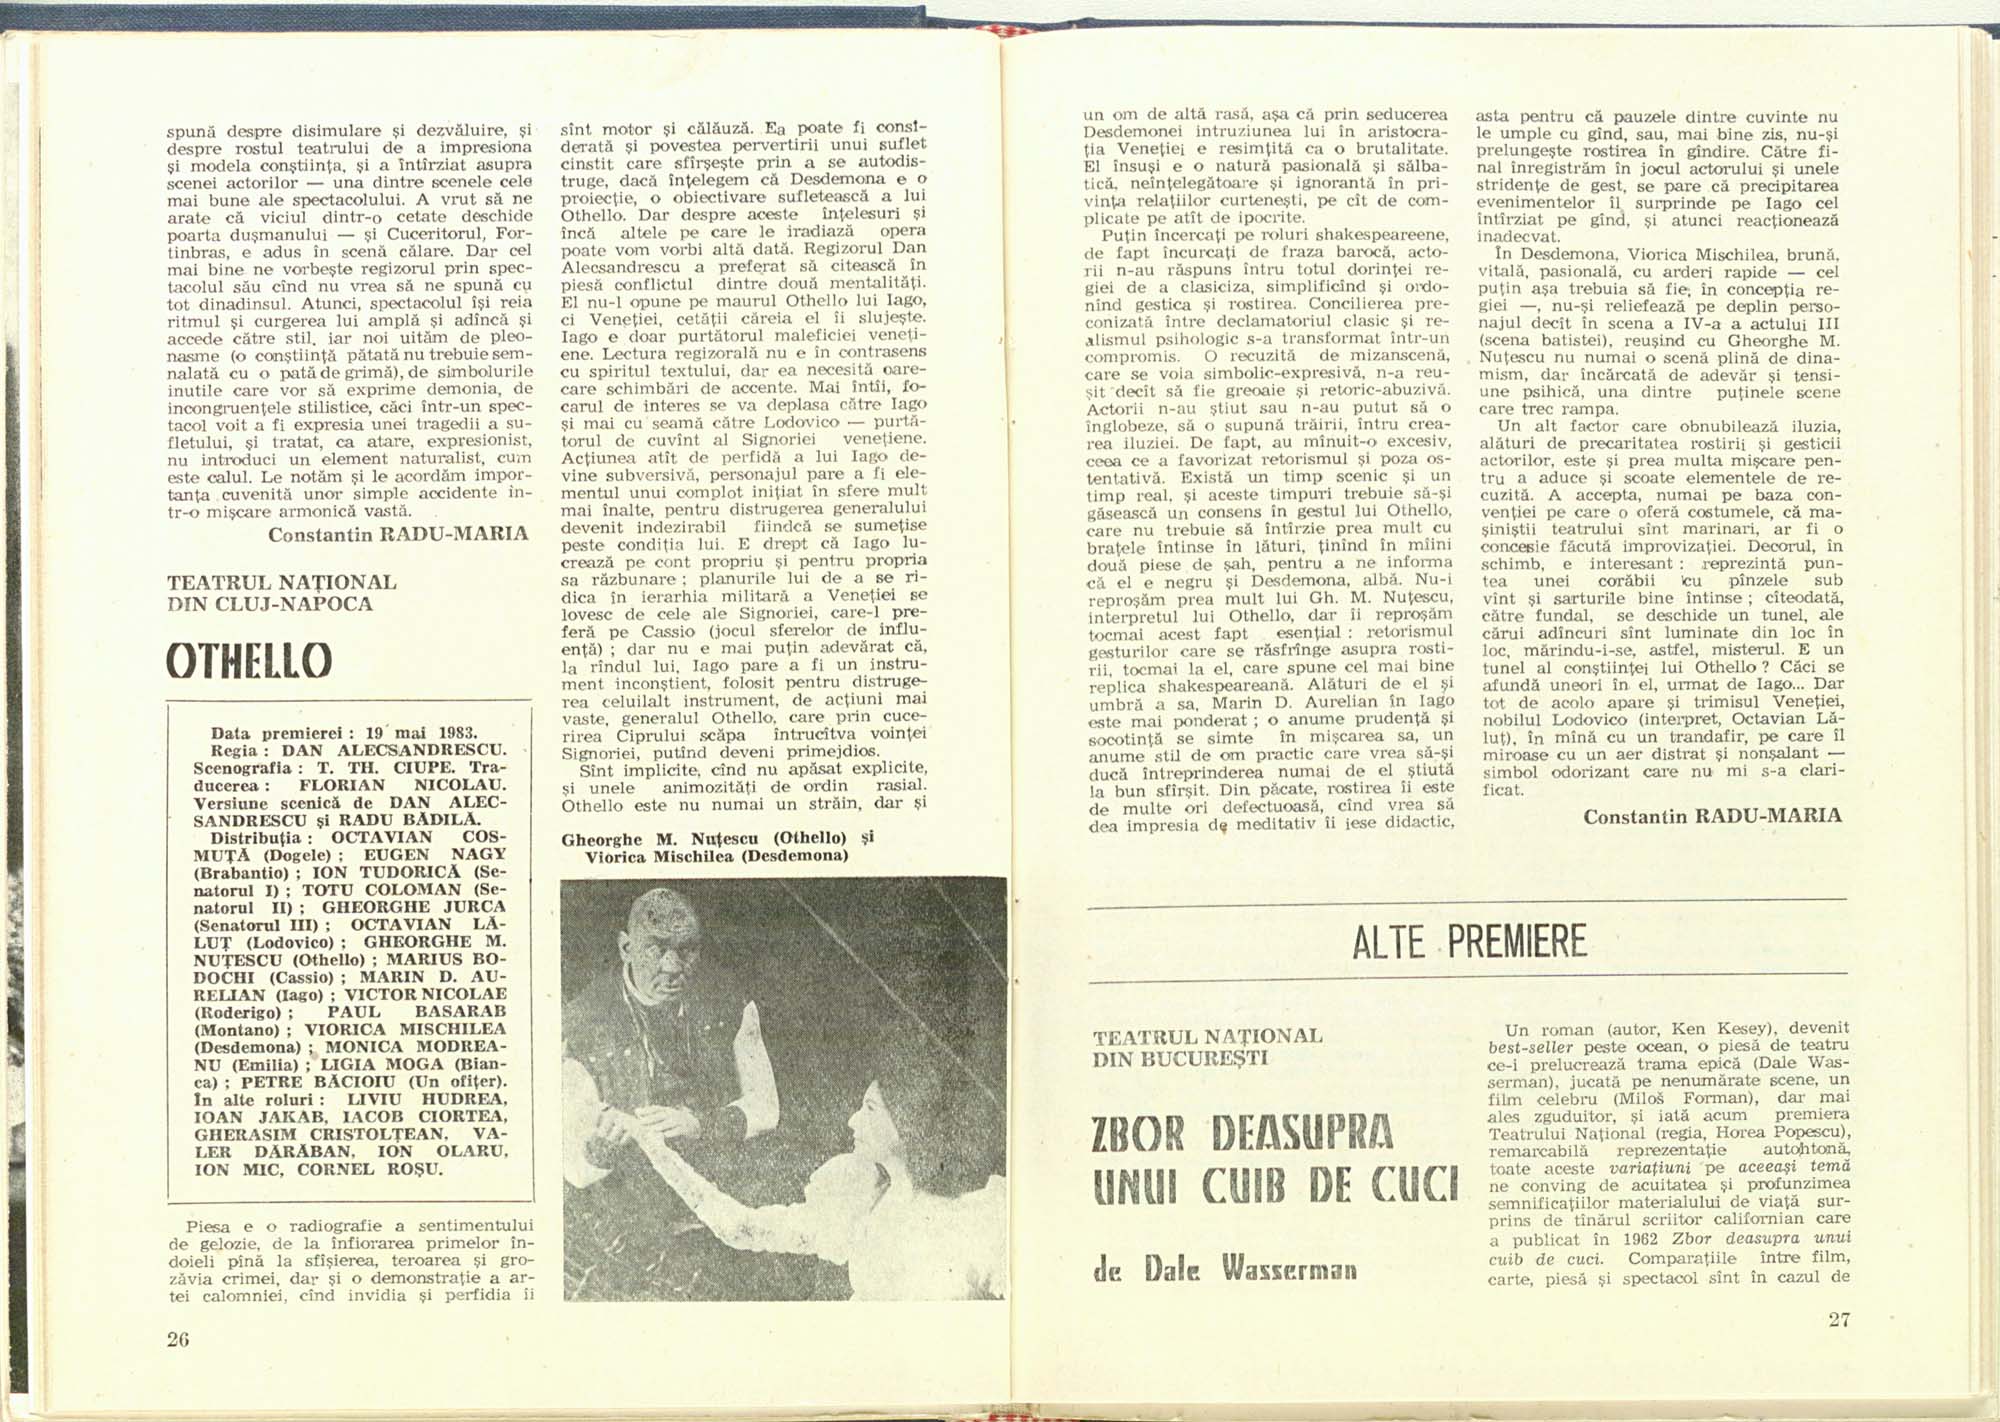 spună despre disimulare și dezvăluire, și
despre rostul teatrului de a impresiona
și modela conștiința, și a întîrziat asupra
scenei actorilor — una dintre scenele cele
mai bune ale spectacolului. A vrut să ne
arate că viciul dintr-o cetate deschide
poarta dușmanului — și Cuceritorul, For-
tinbras, e adus în scenă călare. Dar cel
mai bine ne vorbește regizorul prin spec-
tacolul său cînd nu vrea să ne spună cu
tot dinadinsul. Atunci, spectacolul își reia
ritmul și curgerea lui amplă și adîncă și
accede către stil, iar noi uităm de pleo-
nasme (o conștiință pătată nu trebuie sem-
nalată cu o pată de grimă), de simbolurile
inutile care vor să exprime demonia, de
incongruențele stilistice, căci într-un spec-
tacol voit a fi expresia unei tragedii a su-
fletului, și tratat, ca atare, expresionist,
nu introduci un element naturalist, cum
este calul. Le notăm și le acordăm impor-
tanța cuvenită unor simple accidente în-
tr-o mișcare armonică vastă.
Constantin RADU-MARIA
TEATRUL NAȚIONAL
DIN CLUJ-NAPOCA
OTHELLO
Data premierei : 19 mai 1983.
Regia : DAN ALECSANDRESCU.
Scenografia : T. TH. CIUPE. Tra-
ducerea : FLORIAN NICOLAU.
Versiune scenică de DAN ALEC-
SANDRESCU și RADU BĂDILĂ.
Distribuția : OCTAVIAN COS-
MUȚĂ (Dogele) ; EUGEN NAGY
(Brabantio) ; ION TUDORICĂ (Se-
natorul I) ; TOTU COLOMAN (Se-
natorul II) ; GHEORGHE JURCA
(Senatorul III) ; OCTAVIAN LĂ-
LUȚ (Lodovico) ; GHEORGHE M.
NUȚESCU (Othello) ; MARIUS BO-
DOCHI (Cassio) ; MARIN D. AU-
RELIAN (Iago) ; VICTOR NICOLAE
(Roderigo) ; PAUL BASARAB
(Montano) ; VIORICA MISCHILEA
(Desdemona) ; MONICA MODREA-
NU (Emilia) ; LIGIA MOGA (Bian-
ca) ; PETRE BĂCIOIU (Un ofițer).
În alte roluri : LIVIU HUDREA,
IOAN JAKAB, IACOB CIORTEA,
GHERASIM CRISTOLȚEAN, VA-
LER DĂRĂBAN, ION OLARU,
ION MIC, CORNEL ROȘU.
Piesa e o radiografie a sentimentului
de gelozie, de la înfiorarea primelor în-
doieli pînă la sfîșierea, teroarea și gro-
zăvia crimei, dar și o demonstrație a ar-
tei calomniei, cînd invidia și perfidia îi
26
sînt motor și călăuză. Ea poate fi consi-
derată și povestea pervertirii unui suflet
cinstit care sfîrșește prin a se autodis-
truge, dacă înțelegem că Desdemona e o
proiecție, o obiectivare sufletească a lui
Othello. Dar despre aceste înțelesuri și
încă altele pe care le iradiază opera
poate vom vorbi altă dată. Regizorul Dan
Alecsandrescu a preferat să citească în
piesă conflictul dintre două mentalități.
El nu-l opune pe maurul Othello lui Iago,
ci Veneției, cetății căreia el îi slujește.
Iago e doar purtătorul maleficiei veneți-
ene. Lectura regizorală nu e în contrasens
cu spiritul textului, dar ea necesită oare-
care schimbări de accente. Mai întîi, fo-
carul de interes se va deplasa către Iago
și mai cu seamă către Lodovico — purtă-
torul de cuvînt al Signoriei venețiene.
Acțiunea atît de perfidă a lui Iago de-
vine subversivă, personajul pare a fi ele-
mentul unui complot inițiat în sfere mult
mai înalte, pentru distrugerea generalului
devenit indezirabil fiindcă se sumețise
peste condiția lui. E drept că Iago lu-
crează pe cont propriu și pentru propria
sa răzbunare ; planurile lui de a se ri-
dica în ierarhia militară a Veneției se
lovesc de cele ale Signoriei, care-l pre-
feră pe Cassio (jocul sferelor de influ-
ență) ; dar nu e mai puțin adevărat că,
la rîndul lui, Iago pare a fi un instru-
ment inconștient, folosit pentru distruge-
rea celuilalt instrument, de acțiuni mai
vaste, generalul Othello, care prin cuce-
rirea Ciprului scăpa întrucîtva voinței
Signoriei, putînd deveni primejdios.
Sînt implicite, cînd nu apăsat explicite,
și unele animozități de ordin rasial.
Othello este nu numai un străin, dar și
Gheorghe M. Nuțescu (Othello) și
Viorica Mischilea (Desdemona)
un om de altă rasă, așa că prin seducerea
Desdemonei intruziunea lui în aristocra-
ția Veneției e resimțită ca o brutalitate.
El însuși e o natură pasională și sălba-
tică, neînțelegătoare și ignorantă în pri-
vința relațiilor curtenești, pe cît de com-
plicate pe atît de ipocrite.
Puțin încercați pe roluri shakespeareene,
de fapt încurcați de fraza barocă, acto-
rii n-au răspuns întru totul dorinței re-
giei de a clasiciza, simplificînd și ordo-
nînd gestica și rostirea. Concilierea pre-
conizată între declamatoriul clasic și re-
alismul psihologic s-a transformat într-un
compromis. O recuzită de mizanscenă,
care se voia simbolic-expresivă, n-a reu-
șit decît să fie greoaie și retoric-abuzivă.
Actorii n-au știut sau n-au putut să o
înglobeze, să o supună trăirii, întru crea-
rea iluziei. De fapt, au mînuit-o excesiv,
ceea ce a favorizat retorismul și poza os-
tentativă. Există un timp scenic și un
timp real, și aceste timpuri trebuie să-și
găsească un consens în gestul lui Othello,
care nu trebuie să întîrzie prea mult cu
brațele întinse în lături, ținînd în mîini
două piese de șah, pentru a ne informa
că el e negru și Desdemona, albă. Nu-i
reproșăm prea mult lui Gh. M. Nuțescu,
interpretul lui Othello, dar îi reproșăm
tocmai acest fapt esențial : retorismul
gesturilor care se răsfrînge asupra rosti-
rii, tocmai la el, care spune cel mai bine
replica shakespeareană. Alături de el și
umbră a sa, Marin D. Aurelian în Iago
este mai ponderat ; o anume prudență și
socotință se simte în mișcarea sa, un
anume stil de om practic care vrea să-și
ducă întreprinderea numai de el știută
la bun sfîrșit. Din păcate, rostirea îi este
de multe ori defectuoasă, cînd vrea să
dea impresia de meditativ îi iese didactic,
asta pentru că pauzele dintre cuvinte nu
le umple cu gînd, sau, mai bine zis, nu-și
prelungește rostirea în gîndire. Către fi-
nal înregistrăm în jocul actorului și unele
stridențe de gest, se pare că precipitarea
evenimentelor îl surprinde pe Iago cel
întîrziat pe gînd, și atunci reacționează
inadecvat.
În Desdemona, Viorica Mischilea, brună,
vitală, pasională, cu arderi rapide — cel
puțin așa trebuia să fie, în concepția re-
giei —, nu-și reliefează pe deplin perso-
najul decît în scena a IV-a a actului III
(scena batistei), reușind cu Gheorghe M.
Nuțescu nu numai o scenă plină de dina-
mism, dar încărcată de adevăr și tensi-
une psihică, una dintre puținele scene
care trec rampa.
Un alt factor care obnubilează iluzia,
alături de precaritatea rostirii și gesticii
actorilor, este și prea multa mișcare pen-
tru a aduce și scoate elementele de re-
cuzită. A accepta, numai pe baza con-
venției pe care o oferă costumele, că ma-
șiniștii teatrului sînt marinari, ar fi o
concesie făcută improvizației. Decorul, în
schimb, e interesant : reprezintă pun-
tea unei corăbii cu pînzele sub
vînt și sarturile bine întinse ; cîteodată,
către fundal, se deschide un tunel, ale
cărui adîncuri sînt luminate din loc în
loc, mărindu-i-se, astfel, misterul. E un
tunel al conștiinței lui Othello ? Căci se
afundă uneori în el, urmat de Iago... Dar
tot de acolo apare și trimisul Veneției,
nobilul Lodovico (interpret, Octavian Lă-
luț), în mînă cu un trandafir, pe care îl
miroase cu un aer distrat și nonșalant —
simbol odorizant care nu mi s-a clari-
ficat.
Constantin RADU-MARIA
ALTE PREMIERE
TEATRUL NAȚIONAL
DIN BUCUREȘTI
ZBOR DEASUPRA
UNUI CUIB DE CUCI
de Dale Wasserman
Un roman (autor, Ken Kesey), devenit
best-seller peste ocean, o piesă de teatru
ce-i prelucrează trama epică (Dale Was-
serman), jucată pe nenumărate scene, un
film celebru (Miloš Forman), dar mai
ales zguduitor, și iată acum premiera
Teatrului Național (regia, Horea Popescu),
remarcabilă reprezentație autohtonă,
toate aceste variațiuni pe aceeași temă
ne conving de acuitatea și profunzimea
semnificațiilor materialului de viață sur-
prins de tînărul scriitor californian care
a publicat în 1962 Zbor deasupra unui
cuib de cuci. Comparațiile între film,
carte, piesă și spectacol sînt în cazul de
27